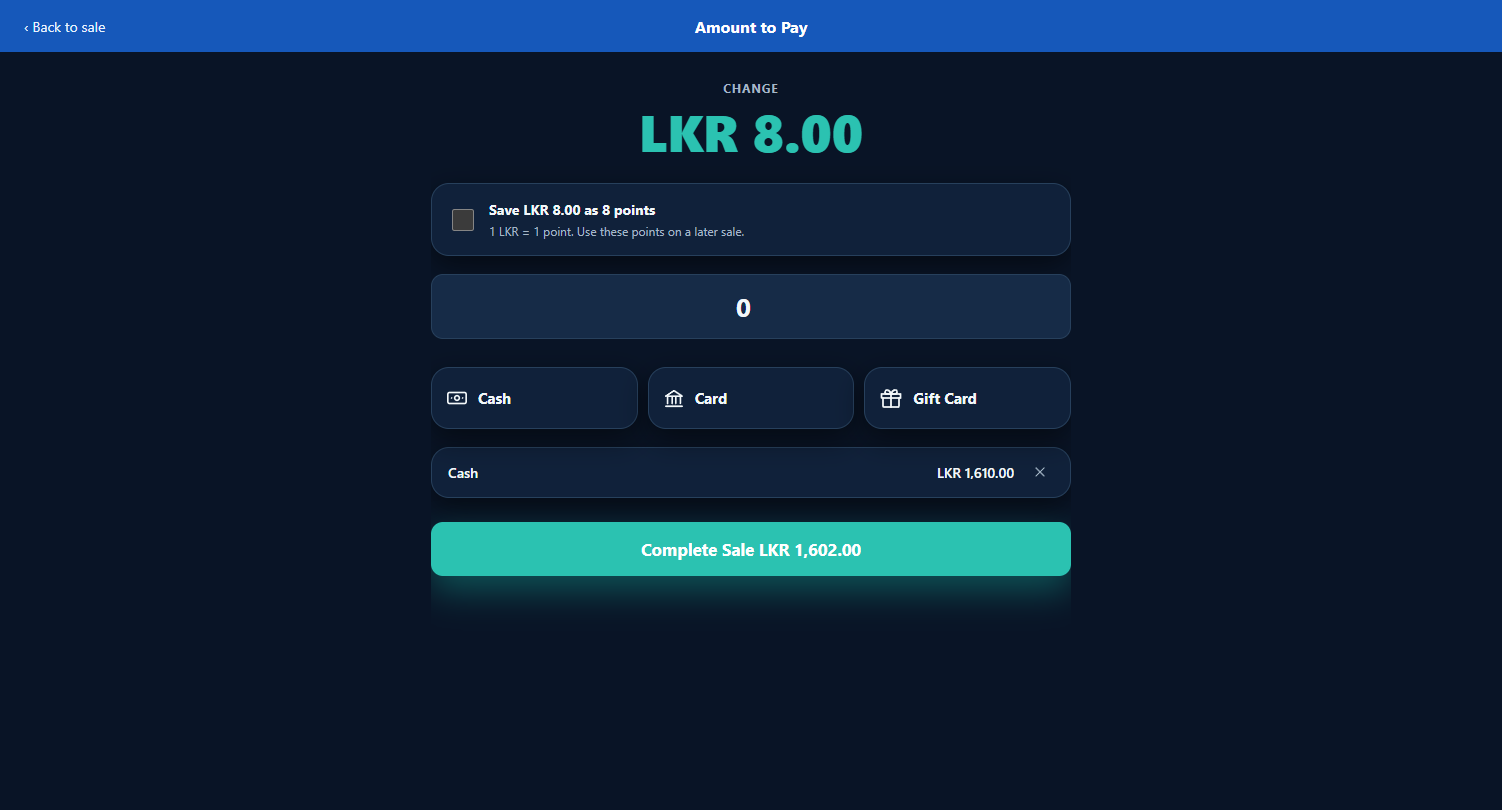 ‹ Back to sale
Amount to Pay
CHANGE
LKR 8.00
Save LKR 8.00 as 8 points
1 LKR = 1 point. Use these points on a later sale.
0
Cash
Card
Gift Card
Cash LKR 1,610.00 ×
Complete Sale LKR 1,602.00